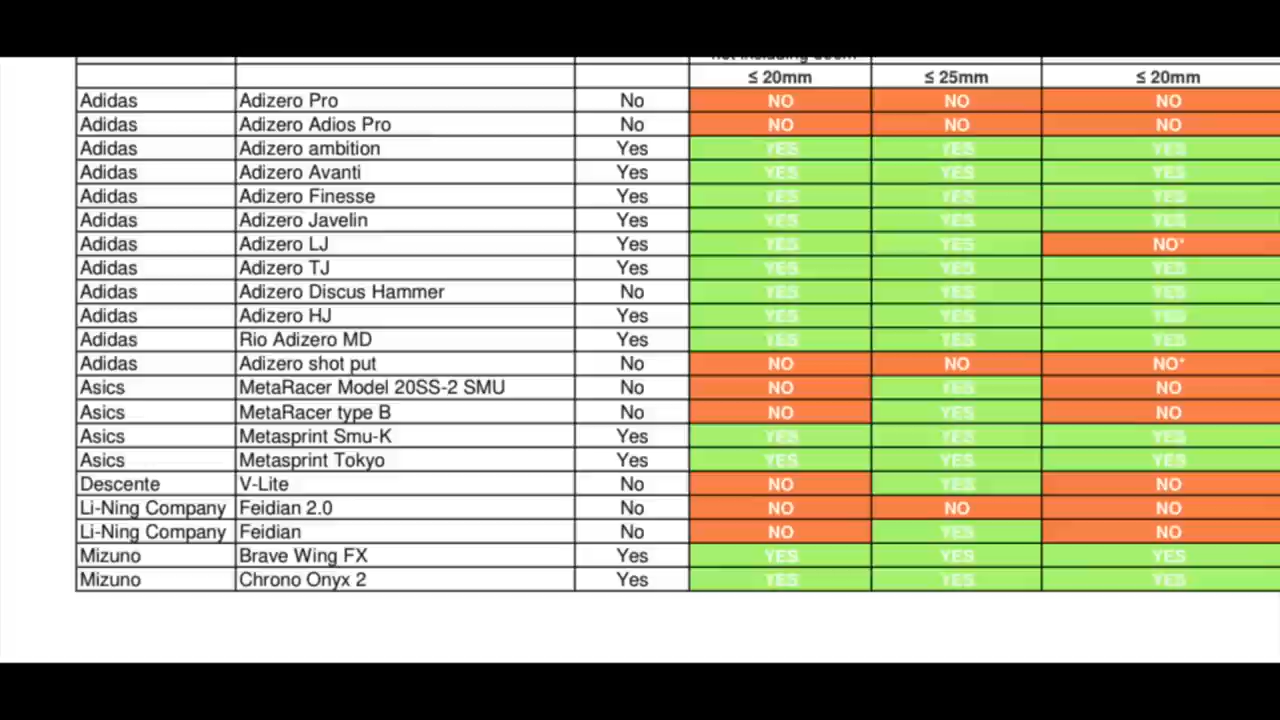 ≤ 20mm ≤ 25mm ≤ 20mm
Adidas Adizero Pro No NO NO NO
Adidas Adizero Adios Pro No NO NO NO
Adidas Adizero ambition Yes YES YES YES
Adidas Adizero Avanti Yes YES YES YES
Adidas Adizero Finesse Yes YES YES YES
Adidas Adizero Javelin Yes YES YES YES
Adidas Adizero LJ Yes YES YES NO*
Adidas Adizero TJ Yes YES YES YES
Adidas Adizero Discus Hammer No YES YES YES
Adidas Adizero HJ Yes YES YES YES
Adidas Rio Adizero MD Yes YES YES YES
Adidas Adizero shot put No NO NO NO*
Asics MetaRacer Model 20SS-2 SMU No NO YES NO
Asics MetaRacer type B No NO YES NO
Asics Metasprint Smu-K Yes YES YES YES
Asics Metasprint Tokyo Yes YES YES YES
Descente V-Lite No NO YES NO
Li-Ning Company Feidian 2.0 No NO NO NO
Li-Ning Company Feidian No NO YES NO
Mizuno Brave Wing FX Yes YES YES YES
Mizuno Chrono Onyx 2 Yes YES YES YES